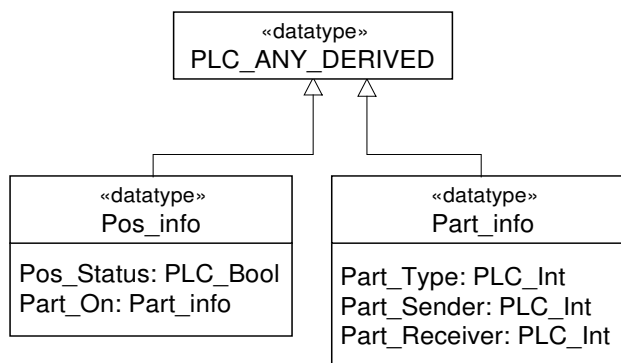 «datatype»
PLC_ANY_DERIVED
«datatype»
Pos_info
Pos_Status: PLC_Bool
Part_On: Part_info
«datatype»
Part_info
Part_Type: PLC_Int
Part_Sender: PLC_Int
Part_Receiver: PLC_Int